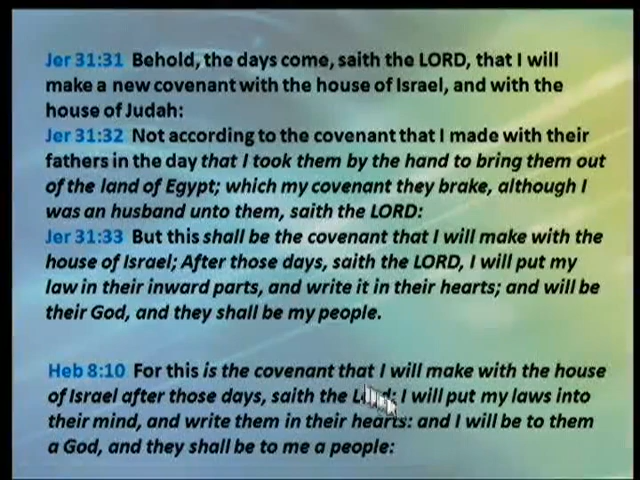 Jer 31:31 Behold, the days come, saith the LORD, that I will
make a new covenant with the house of Israel, and with the
house of Judah:
Jer 31:32 Not according to the covenant that I made with their
fathers in the day that I took them by the hand to bring them out
of the land of Egypt; which my covenant they brake, although I
was an husband unto them, saith the LORD:
Jer 31:33 But this shall be the covenant that I will make with the
house of Israel; After those days, saith the LORD, I will put my
law in their inward parts, and write it in their hearts; and will be
their God, and they shall be my people.
Heb 8:10 For this is the covenant that I will make with the house
of Israel after those days, saith the Lord; I will put my laws into
their mind, and write them in their hearts: and I will be to them
a God, and they shall be to me a people: